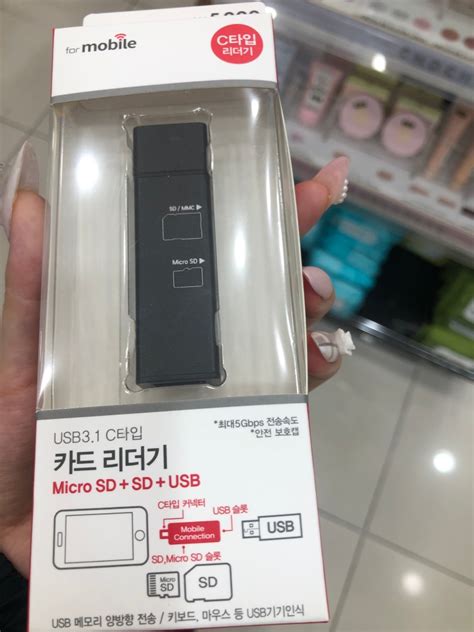 for mobile
5,000
C타입
리더기
SD / MMC ▶
Micro SD ▶
USB3.1 C타입
카드 리더기
Micro SD + SD + USB
*최대5Gbps 전송속도
*안전 보호캡
C타입 커넥터
USB 슬롯
Mobile
Connection
USB
SD,Micro SD 슬롯
Micro
SD
SD
USB 메모리 양방향 전송 / 키보드, 마우스 등 USB기기인식